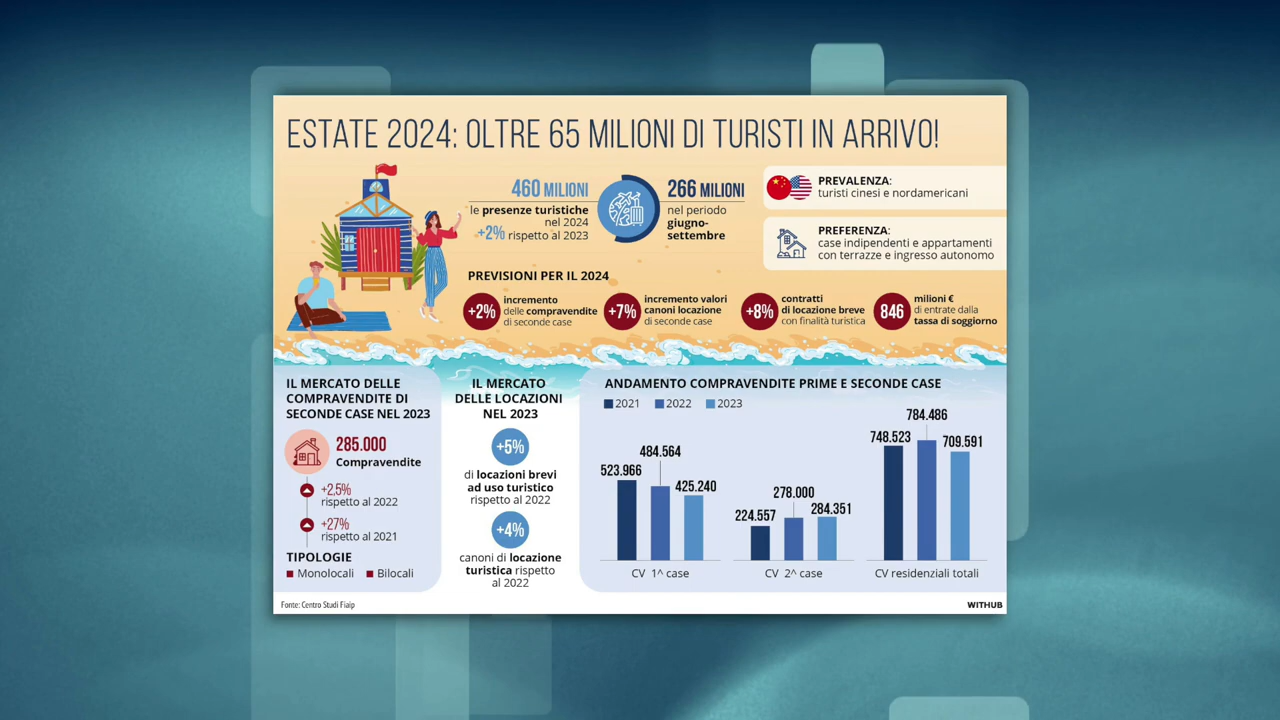 ESTATE 2024: OLTRE 65 MILIONI DI TURISTI IN ARRIVO!
460 MILIONI
le presenze turistiche
nel 2024
+2% rispetto al 2023
266 MILIONI
nel periodo
giugno-
settembre
PREVALENZA:
turisti cinesi e nordamericani
PREFERENZA:
case indipendenti e appartamenti
con terrazze e ingresso autonomo
PREVISIONI PER IL 2024
+2%
incremento
delle compravendite
di seconde case
+7%
incremento valori
canoni locazione
di seconde case
+8%
contratti
di locazione breve
con finalità turistica
846
milioni €
di entrate dalla
tassa di soggiorno
IL MERCATO DELLE
COMPRAVENDITE DI
SECONDE CASE NEL 2023
285.000
Compravendite
+2,5%
rispetto al 2022
+27%
rispetto al 2021
TIPOLOGIE
Monolocali Bilocali
IL MERCATO
DELLE LOCAZIONI
NEL 2023
+5%
di locazioni brevi
ad uso turistico
rispetto al 2022
+4%
canoni di locazione
turistica rispetto
al 2022
ANDAMENTO COMPRAVENDITE PRIME E SECONDE CASE
2021 2022 2023
523.966
484.564
425.240
CV 1^ case
224.557
278.000
284.351
CV 2^ case
748.523
784.486
709.591
CV residenziali totali
Fonte: Centro Studi Fiaip
WITHUB